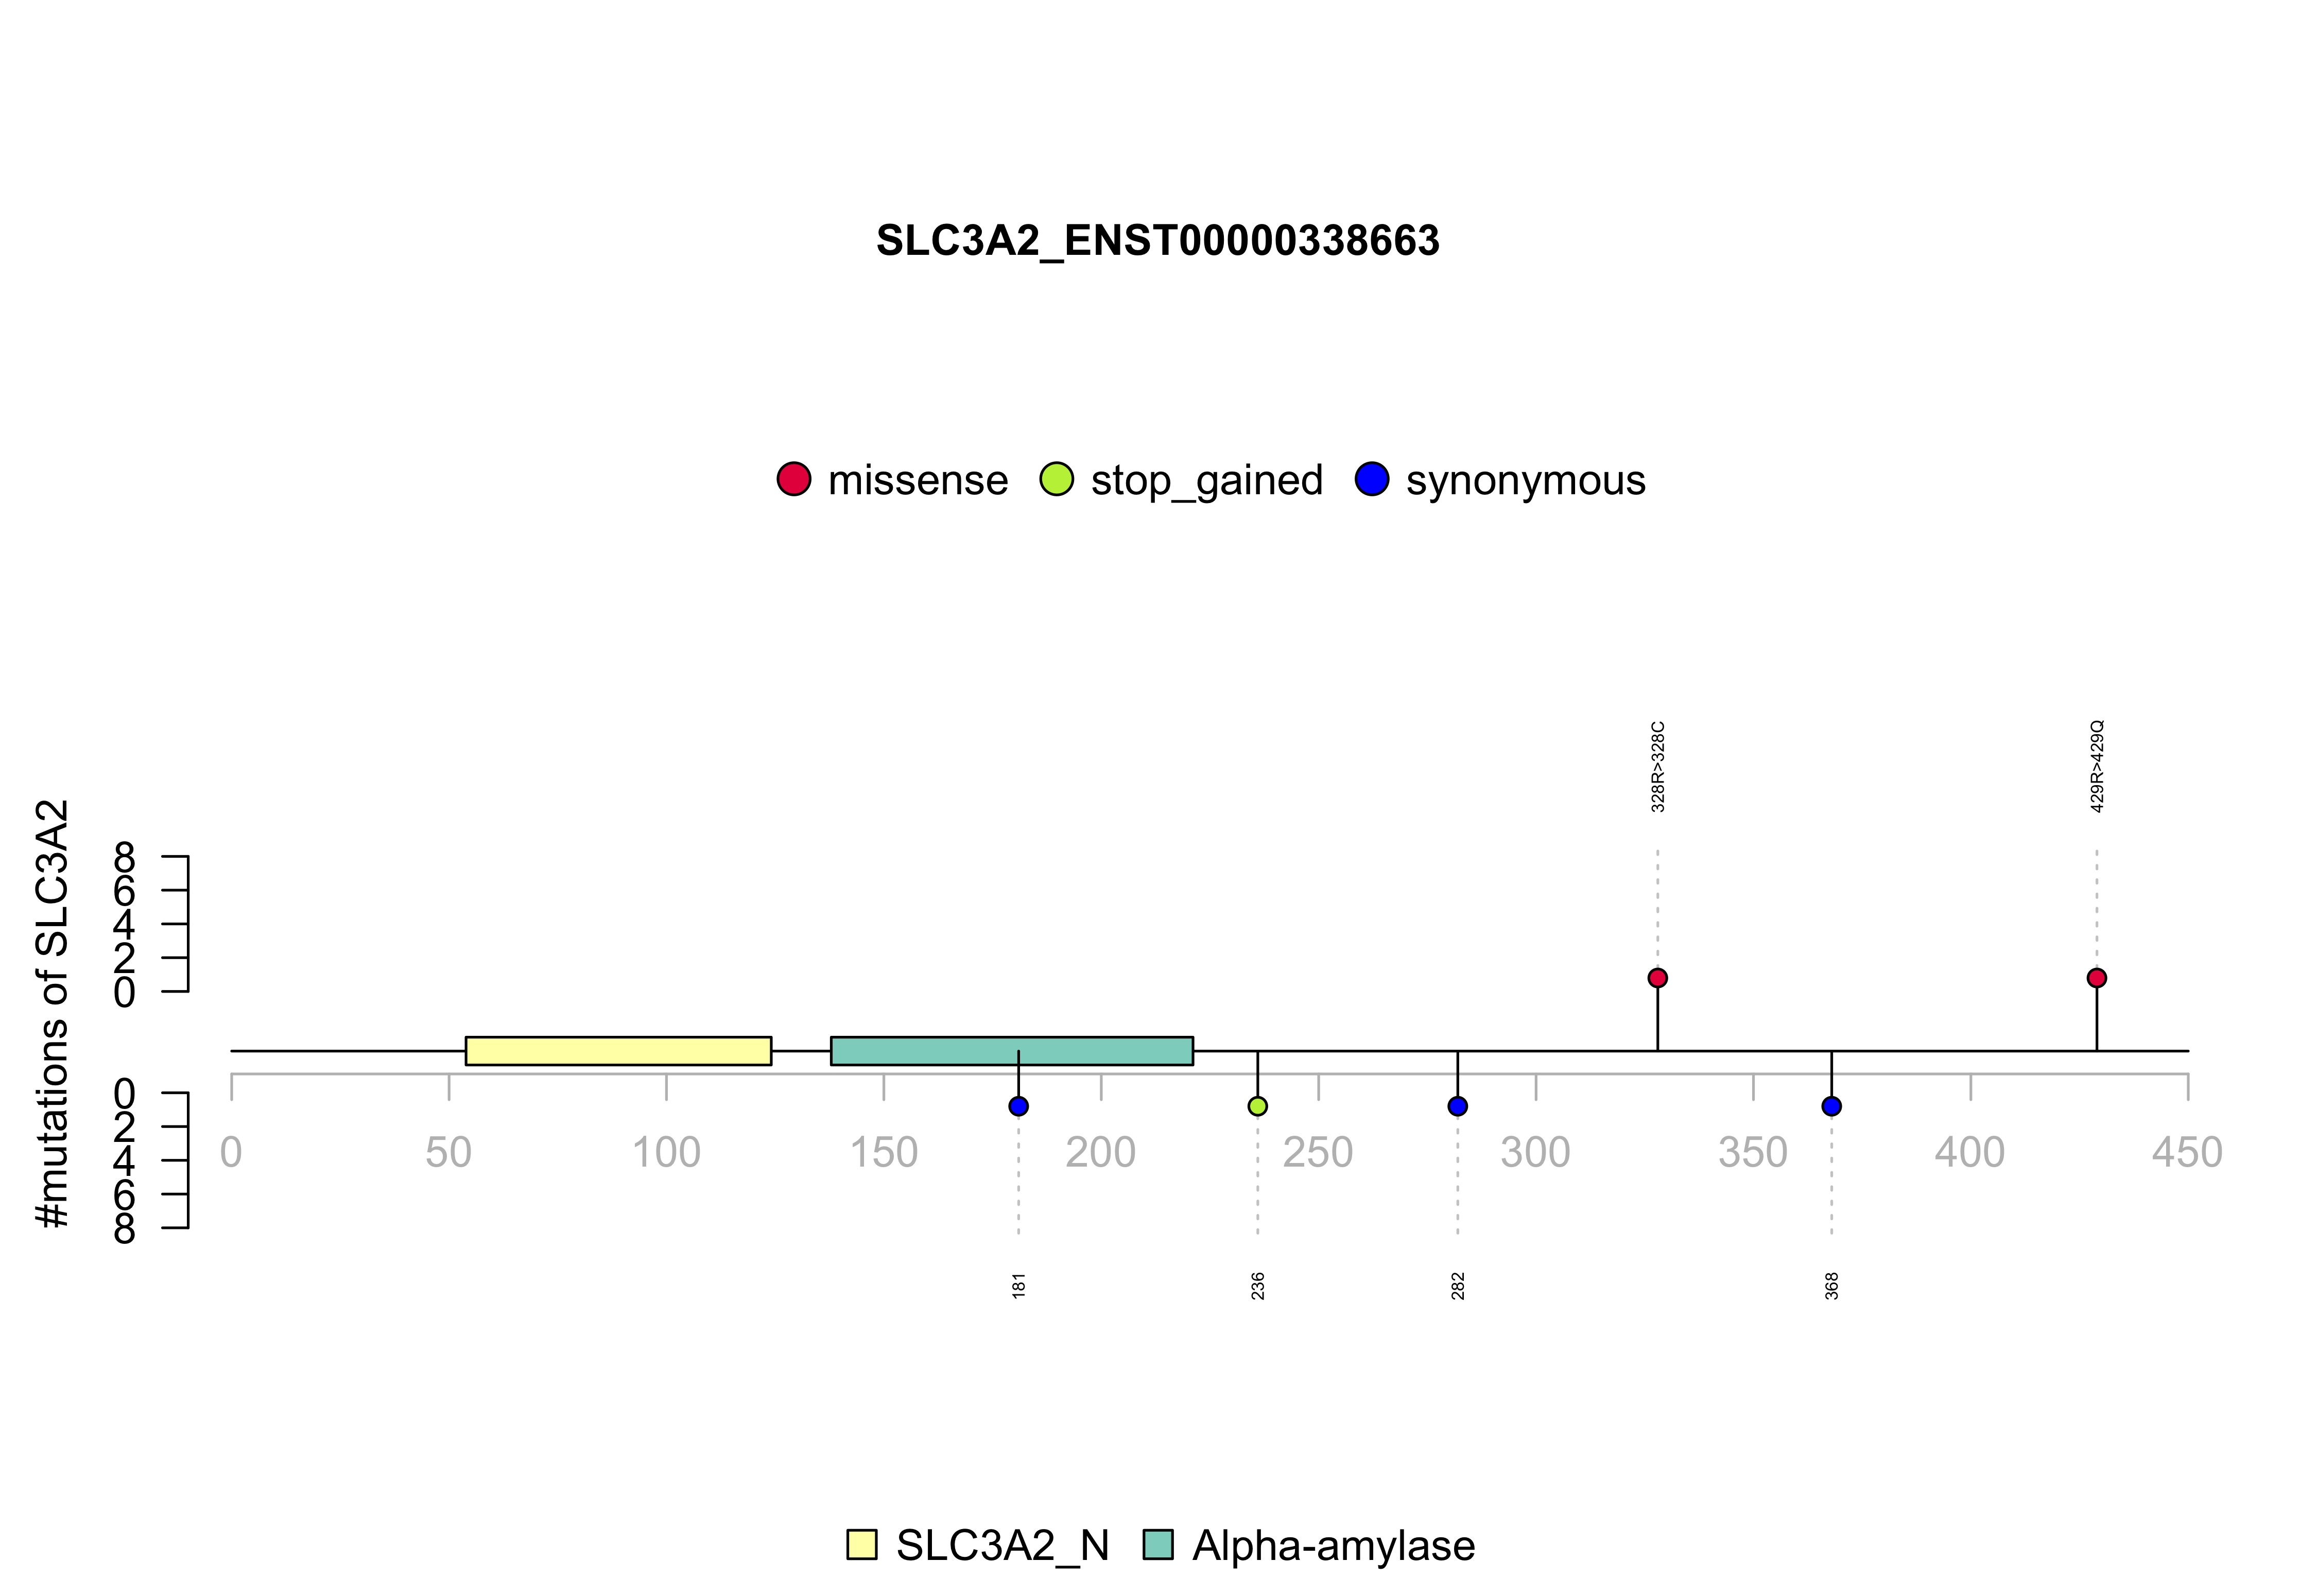 SLC3A2_ENST00000338663
missense stop_gained synonymous
328R>328C 429R>429Q
#mutations of SLC3A2
8
6
4
2
0
0
2
4
6
8
0 50 100 150 200 250 300 350 400 450
181 236 282 368
SLC3A2_N Alpha-amylase